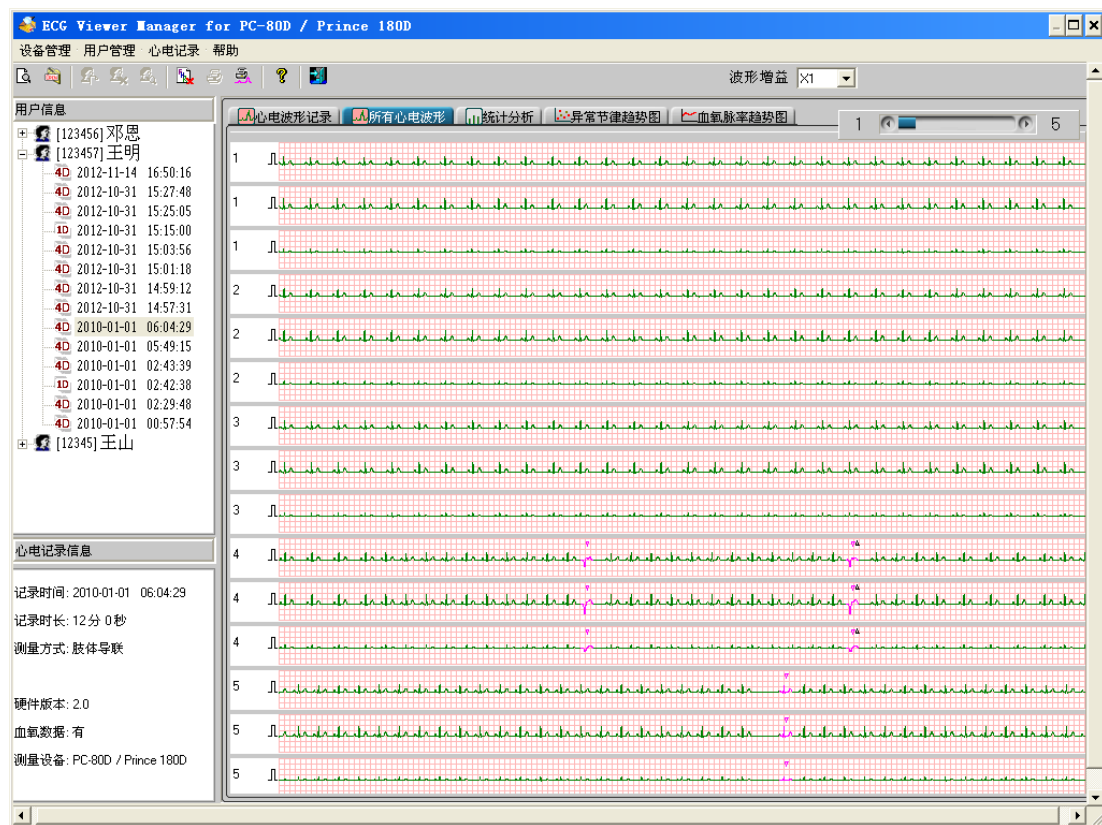 ECG Viewer Manager for PC-80D / Prince 180D
设备管理 用户管理 心电记录 帮助
波形增益 X1
用户信息
心电波形记录 所有心电波形 统计分析 异常节律趋势图 血氧脉率趋势图
1 5
[123456] 邓恩
[123457] 王明
4D 2012-11-14 16:50:16
4D 2012-10-31 15:27:48
4D 2012-10-31 15:25:05
1D 2012-10-31 15:15:00
4D 2012-10-31 15:03:56
4D 2012-10-31 15:01:18
4D 2012-10-31 14:59:12
4D 2012-10-31 14:57:31
4D 2010-01-01 06:04:29
4D 2010-01-01 05:49:15
4D 2010-01-01 02:43:39
1D 2010-01-01 02:42:38
4D 2010-01-01 02:29:48
4D 2010-01-01 00:57:54
[12345] 王山
心电记录信息
记录时间: 2010-01-01 06:04:29
记录时长: 12 分 0 秒
测量方式: 肢体导联
硬件版本: 2.0
血氧数据: 有
测量设备: PC-80D / Prince 180D
1
1
1
2
2
2
3
3
3
4
4
4
5
5
5